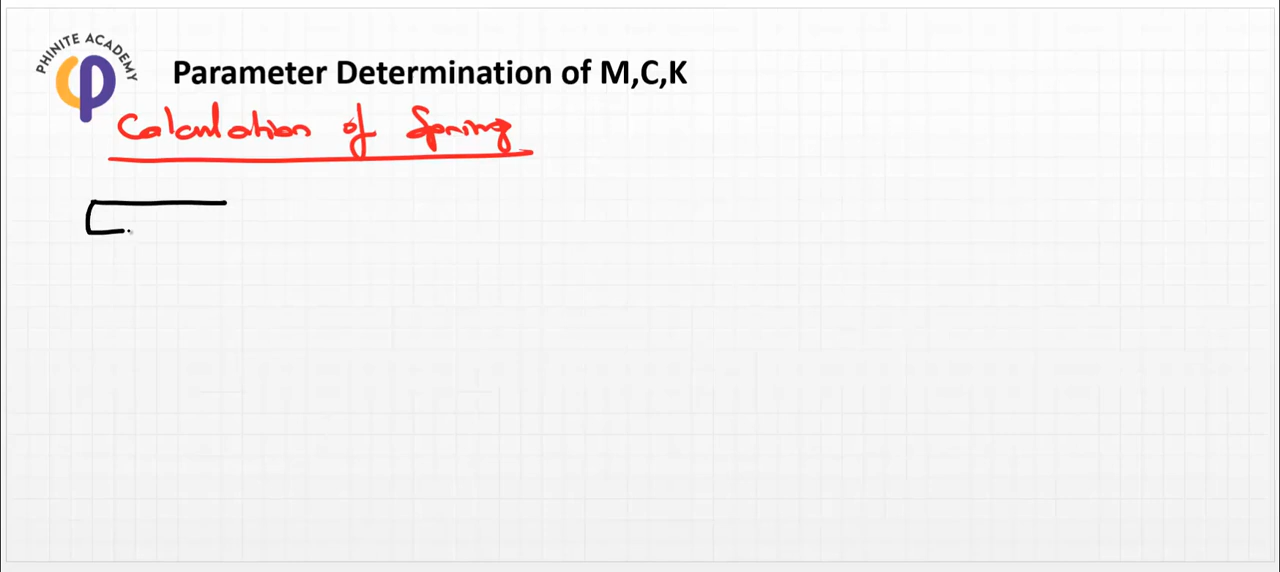 PHINITE ACADEMY
Parameter Determination of M,C,K
Calculation of Spring